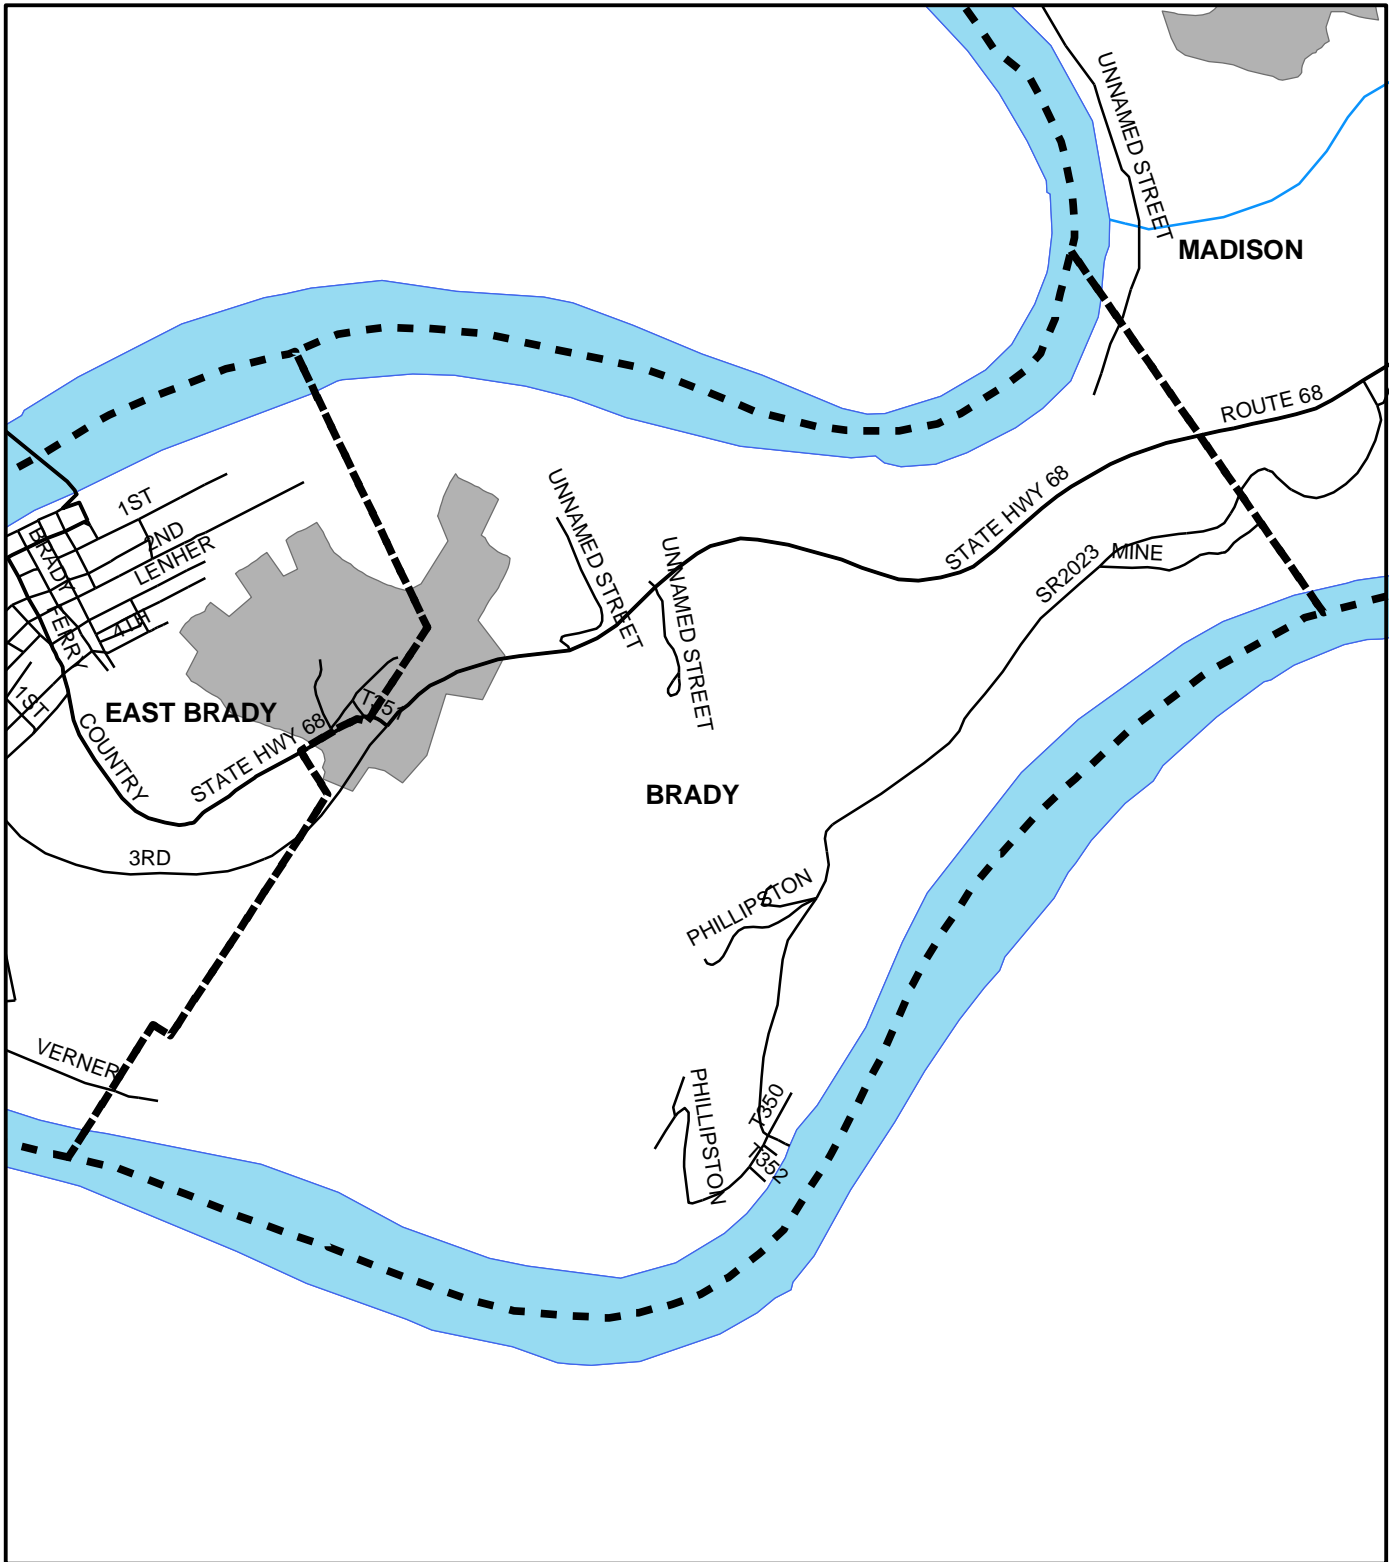 UNNAMED STREET
MADISON
ROUTE 68
STATE HWY 68
1ST
2ND
LENHER
BRADY
FERRY
4TH
UNNAMED STREET
UNNAMED STREET
SR2023
MINE
1ST
EAST BRADY
T351
STATE HWY 68
COUNTRY
BRADY
3RD
PHILLIPSTON
VERNER
PHILLIPSTON
T350
T352